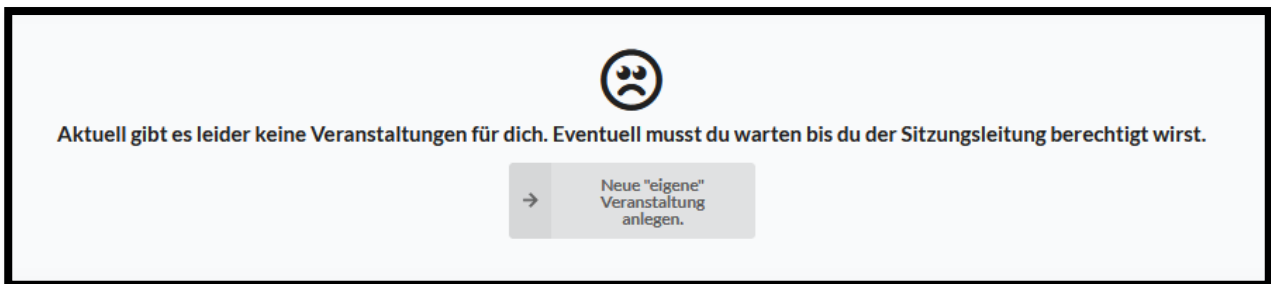 Aktuell gibt es leider keine Veranstaltungen für dich. Eventuell musst du warten bis du der Sitzungsleitung berechtigt wirst.
Neue "eigene"
Veranstaltung
anlegen.